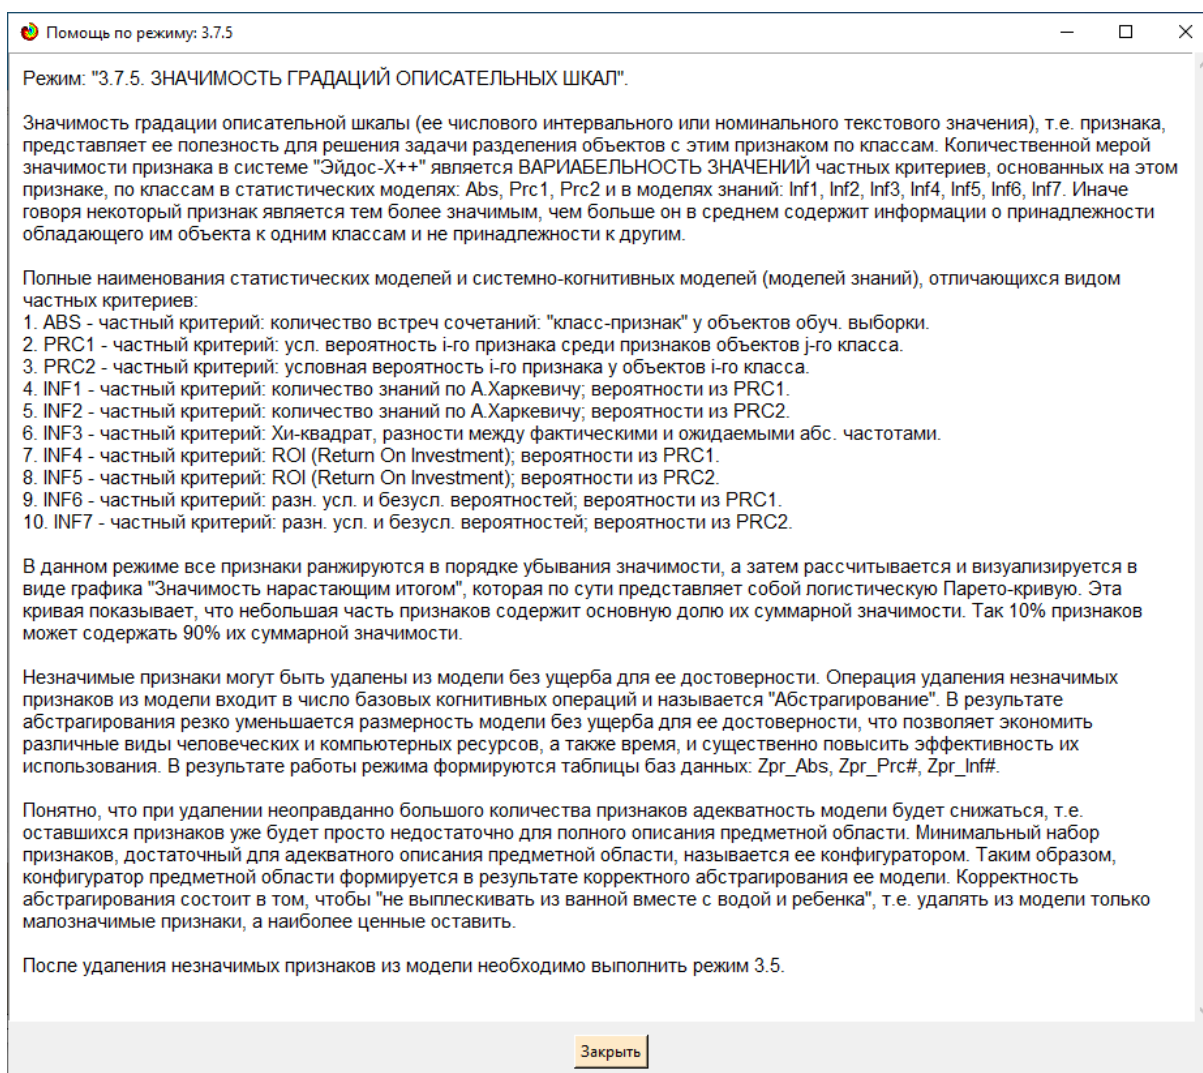 Помощь по режиму: 3.7.5
Режим: "3.7.5. ЗНАЧИМОСТЬ ГРАДАЦИЙ ОПИСАТЕЛЬНЫХ ШКАЛ".
Значимость градации описательной шкалы (ее числового интервального или номинального текстового значения), т.е. признака,
представляет ее полезность для решения задачи разделения объектов с этим признаком по классам. Количественной мерой
значимости признака в системе "Эйдос-Х++" является ВАРИАБЕЛЬНОСТЬ ЗНАЧЕНИЙ частных критериев, основанных на этом
признаке, по классам в статистических моделях: Abs, Prc1, Prc2 и в моделях знаний: Inf1, Inf2, Inf3, Inf4, Inf5, Inf6, Inf7. Иначе
говоря некоторый признак является тем более значимым, чем больше он в среднем содержит информации о принадлежности
обладающего им объекта к одним классам и не принадлежности к другим.
Полные наименования статистических моделей и системно-когнитивных моделей (моделей знаний), отличающихся видом
частных критериев:
1. ABS - частный критерий: количество встреч сочетаний: "класс-признак" у объектов обуч. выборки.
2. PRC1 - частный критерий: усл. вероятность i-го признака среди признаков объектов j-го класса.
3. PRC2 - частный критерий: условная вероятность i-го признака у объектов i-го класса.
4. INF1 - частный критерий: количество знаний по А.Харкевичу; вероятности из PRC1.
5. INF2 - частный критерий: количество знаний по А.Харкевичу; вероятности из PRC2.
6. INF3 - частный критерий: Хи-квадрат, разности между фактическими и ожидаемыми абс. частотами.
7. INF4 - частный критерий: ROI (Return On Investment); вероятности из PRC1.
8. INF5 - частный критерий: ROI (Return On Investment); вероятности из PRC2.
9. INF6 - частный критерий: разн. усл. и безусл. вероятностей; вероятности из PRC1.
10. INF7 - частный критерий: разн. усл. и безусл. вероятностей; вероятности из PRC2.
В данном режиме все признаки ранжируются в порядке убывания значимости, а затем рассчитывается и визуализируется в
виде графика "Значимость нарастающим итогом", которая по сути представляет собой логистическую Парето-кривую. Эта
кривая показывает, что небольшая часть признаков содержит основную долю их суммарной значимости. Так 10% признаков
может содержать 90% их суммарной значимости.
Незначимые признаки могут быть удалены из модели без ущерба для ее достоверности. Операция удаления незначимых
признаков из модели входит в число базовых когнитивных операций и называется "Абстрагирование". В результате
абстрагирования резко уменьшается размерность модели без ущерба для ее достоверности, что позволяет экономить
различные виды человеческих и компьютерных ресурсов, а также время, и существенно повысить эффективность их
использования. В результате работы режима формируются таблицы баз данных: Zpr_Abs, Zpr_Prc#, Zpr_Inf#.
Понятно, что при удалении неоправданно большого количества признаков адекватность модели будет снижаться, т.е.
оставшихся признаков уже будет просто недостаточно для полного описания предметной области. Минимальный набор
признаков, достаточный для адекватного описания предметной области, называется ее конфигуратором. Таким образом,
конфигуратор предметной области формируется в результате корректного абстрагирования ее модели. Корректность
абстрагирования состоит в том, чтобы "не выплескивать из ванной вместе с водой и ребенка", т.е. удалять из модели только
малозначимые признаки, а наиболее ценные оставить.
После удаления незначимых признаков из модели необходимо выполнить режим 3.5.
Закрыть